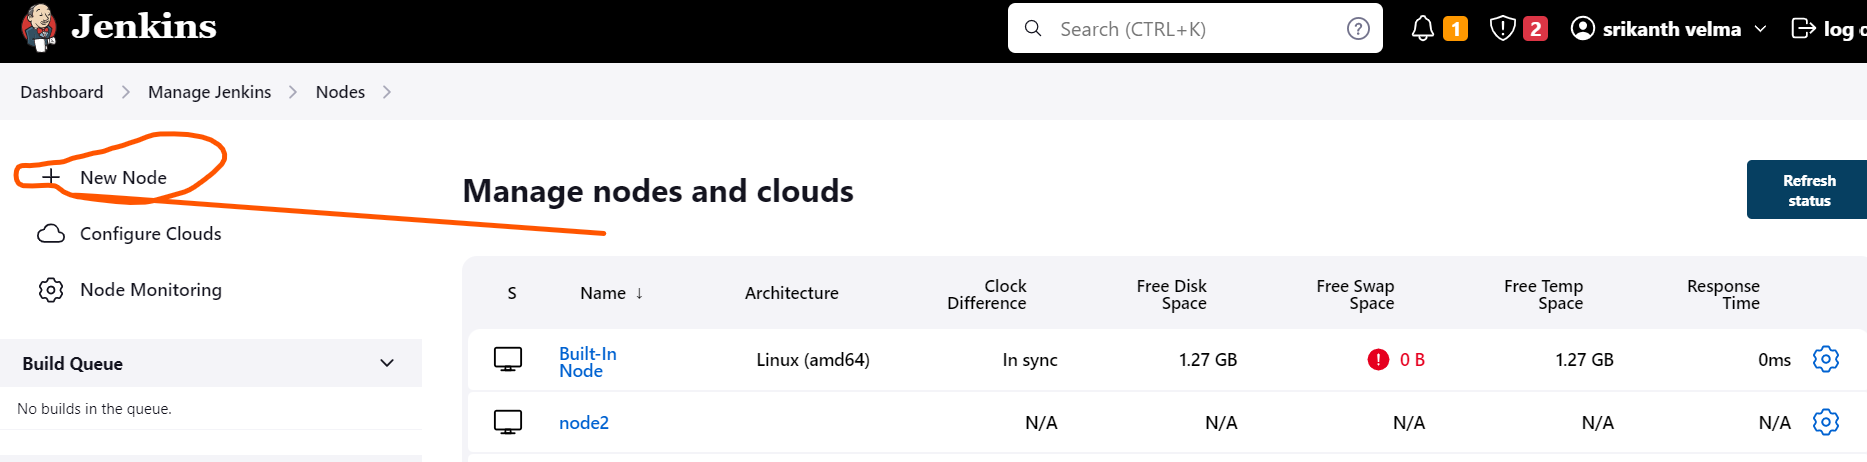 Jenkins
Search (CTRL+K)
1
2
srikanth velma
log
Dashboard
Manage Jenkins
Nodes
New Node
Configure Clouds
Node Monitoring
Build Queue
No builds in the queue.
Manage nodes and clouds
Refresh
status
S Name ↓ Architecture Clock Difference Free Disk Space Free Swap Space Free Temp Space Response Time
Built-In Node Linux (amd64) In sync 1.27 GB 0 B 1.27 GB 0ms
node2 N/A N/A N/A N/A N/A